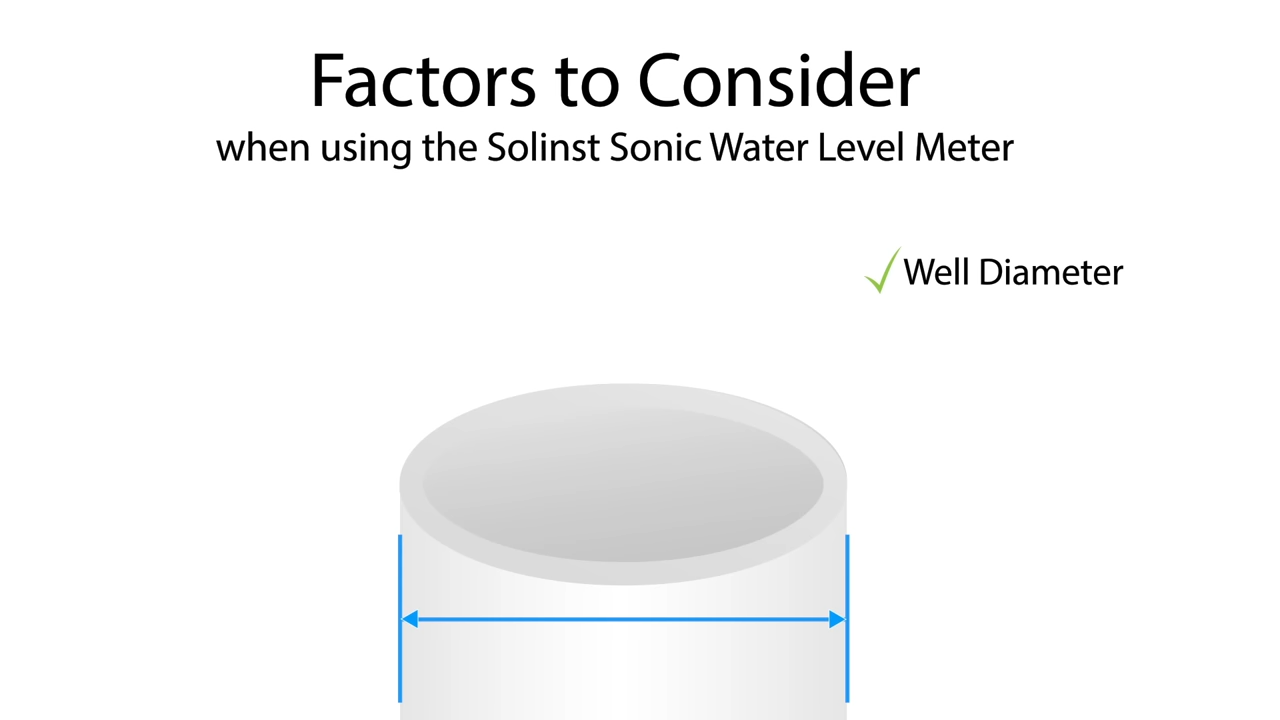 Factors to Consider
when using the Solinst Sonic Water Level Meter
Well Diameter